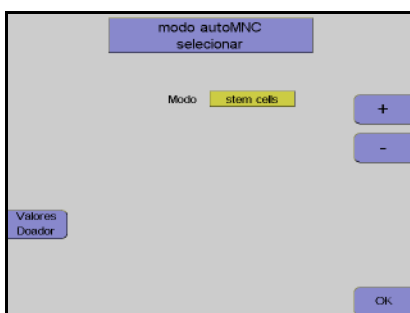 modo autoMNC
selecionar
Modo stem cells
+
-
Valores
Doador
OK